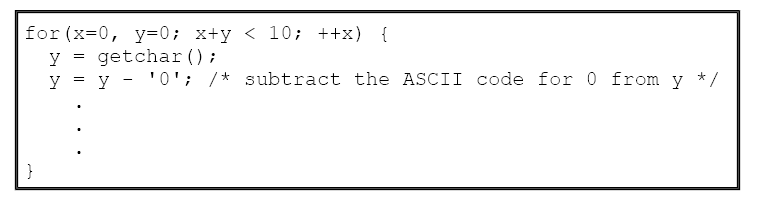 for(x=0, y=0; x+y < 10; ++x) {
  y = getchar();
  y = y - '0'; /* subtract the ASCII code for 0 from y */
    .
    .
    .
}